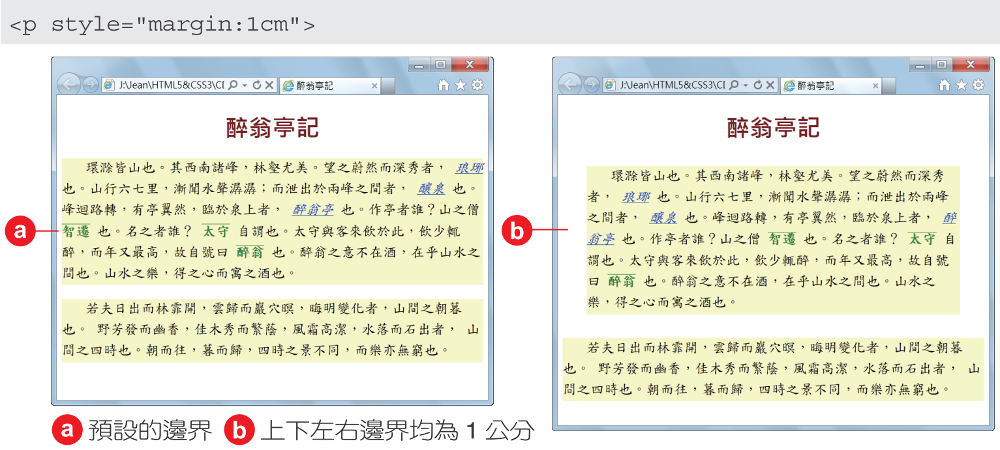 <p style="margin:1cm">
J:\Jean\HTML5&CSS3\CI
醉翁亭記
醉翁亭記
環滁皆山也。其西南諸峰，林壑尤美。望之蔚然而深秀者， 琅琊
也。山行六七里，漸聞水聲潺潺；而泄出於兩峰之間者， 釀泉 也。
峰迴路轉，有亭翼然，臨於泉上者， 醉翁亭 也。作亭者誰？山之僧
智遷 也。名之者誰？ 太守 自謂也。太守與客來飲於此，飲少輒
醉，而年又最高，故自號曰 醉翁 也。醉翁之意不在酒，在乎山水之
間也。山水之樂，得之心而寓之酒也。
若夫日出而林霏開，雲歸而巖穴暝，晦明變化者，山間之朝暮
也。 野芳發而幽香，佳木秀而繁蔭，風霜高潔，水落而石出者， 山
間之四時也。朝而往，暮而歸，四時之景不同，而樂亦無窮也。
a
J:\Jean\HTML5&CSS3\CI
醉翁亭記
醉翁亭記
環滁皆山也。其西南諸峰，林壑尤美。望之蔚然而深秀
者， 琅琊 也。山行六七里，漸聞水聲潺潺；而泄出於兩峰
之間者， 釀泉 也。峰迴路轉，有亭翼然，臨於泉上者， 醉
翁亭 也。作亭者誰？山之僧 智遷 也。名之者誰？ 太守 自
謂也。太守與客來飲於此，飲少輒醉，而年又最高，故自號
曰 醉翁 也。醉翁之意不在酒，在乎山水之間也。山水之
樂，得之心而寓之酒也。
若夫日出而林霏開，雲歸而巖穴暝，晦明變化者，山間之朝暮
也。 野芳發而幽香，佳木秀而繁蔭，風霜高潔，水落而石出者， 山
間之四時也。朝而往，暮而歸，四時之景不同，而樂亦無窮也。
b
a 預設的邊界 b 上下左右邊界均為 1 公分